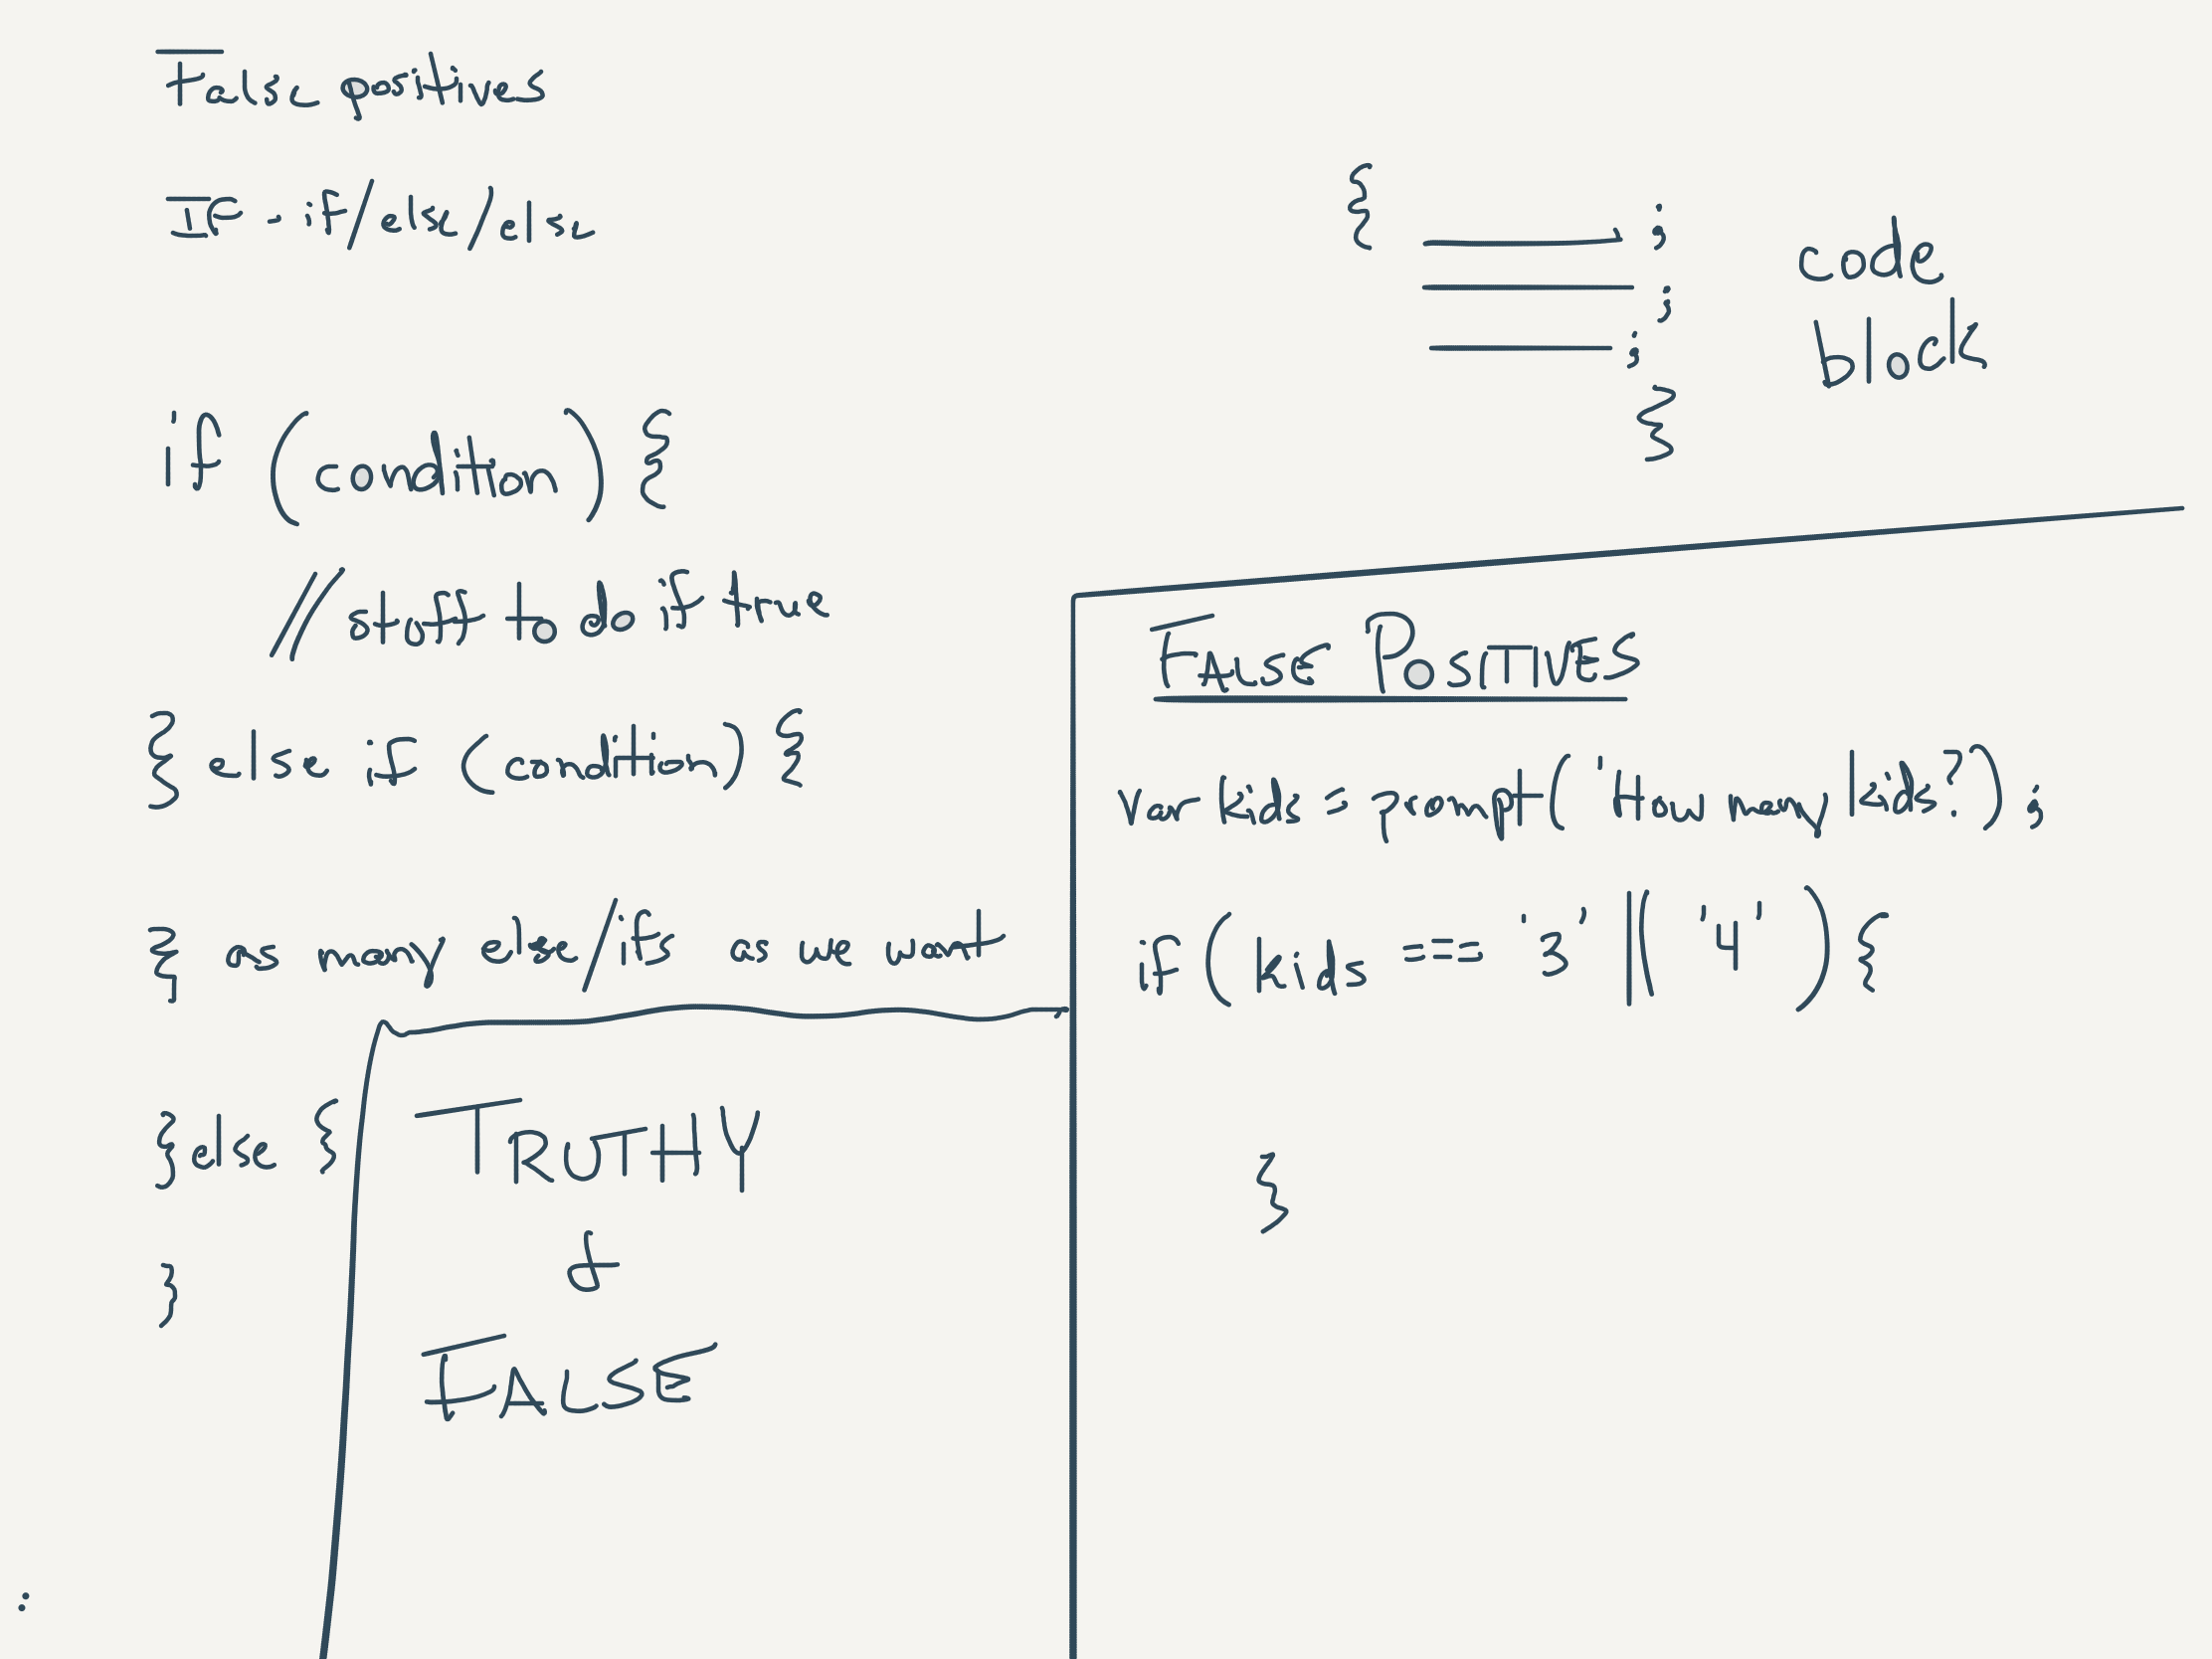 False positives
IF - if/else/else
{
;
;
;
}
code
block
if (condition) {
// stuff to do if true
} else if (condition) {
} as many else/ifs as we want
} else {
}
TRUTHY
&
FALSE
FALSE POSITIVES
var kids = prompt('How many kids?');
if (kids === '3' || '4') {
}